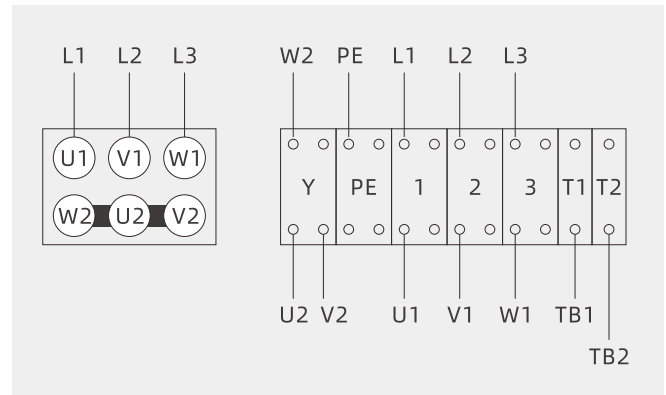 L1 L2 L3 W2 PE L1 L2 L3
U1 V1 W1
W2 U2 V2
Y PE 1 2 3 T1 T2
U2 V2 U1 V1 W1 TB1
TB2